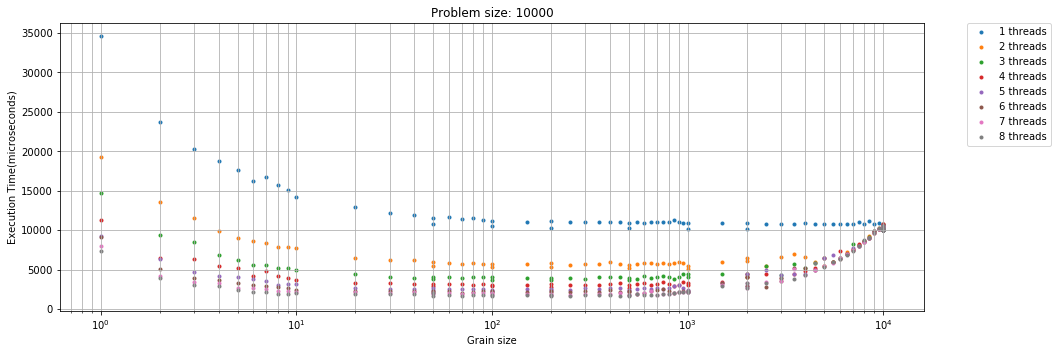 Problem size: 10000
Execution Time(microseconds)
35000
30000
25000
20000
15000
10000
5000
0
10⁰ 10¹ 10² 10³ 10⁴
Grain size
1 threads
2 threads
3 threads
4 threads
5 threads
6 threads
7 threads
8 threads